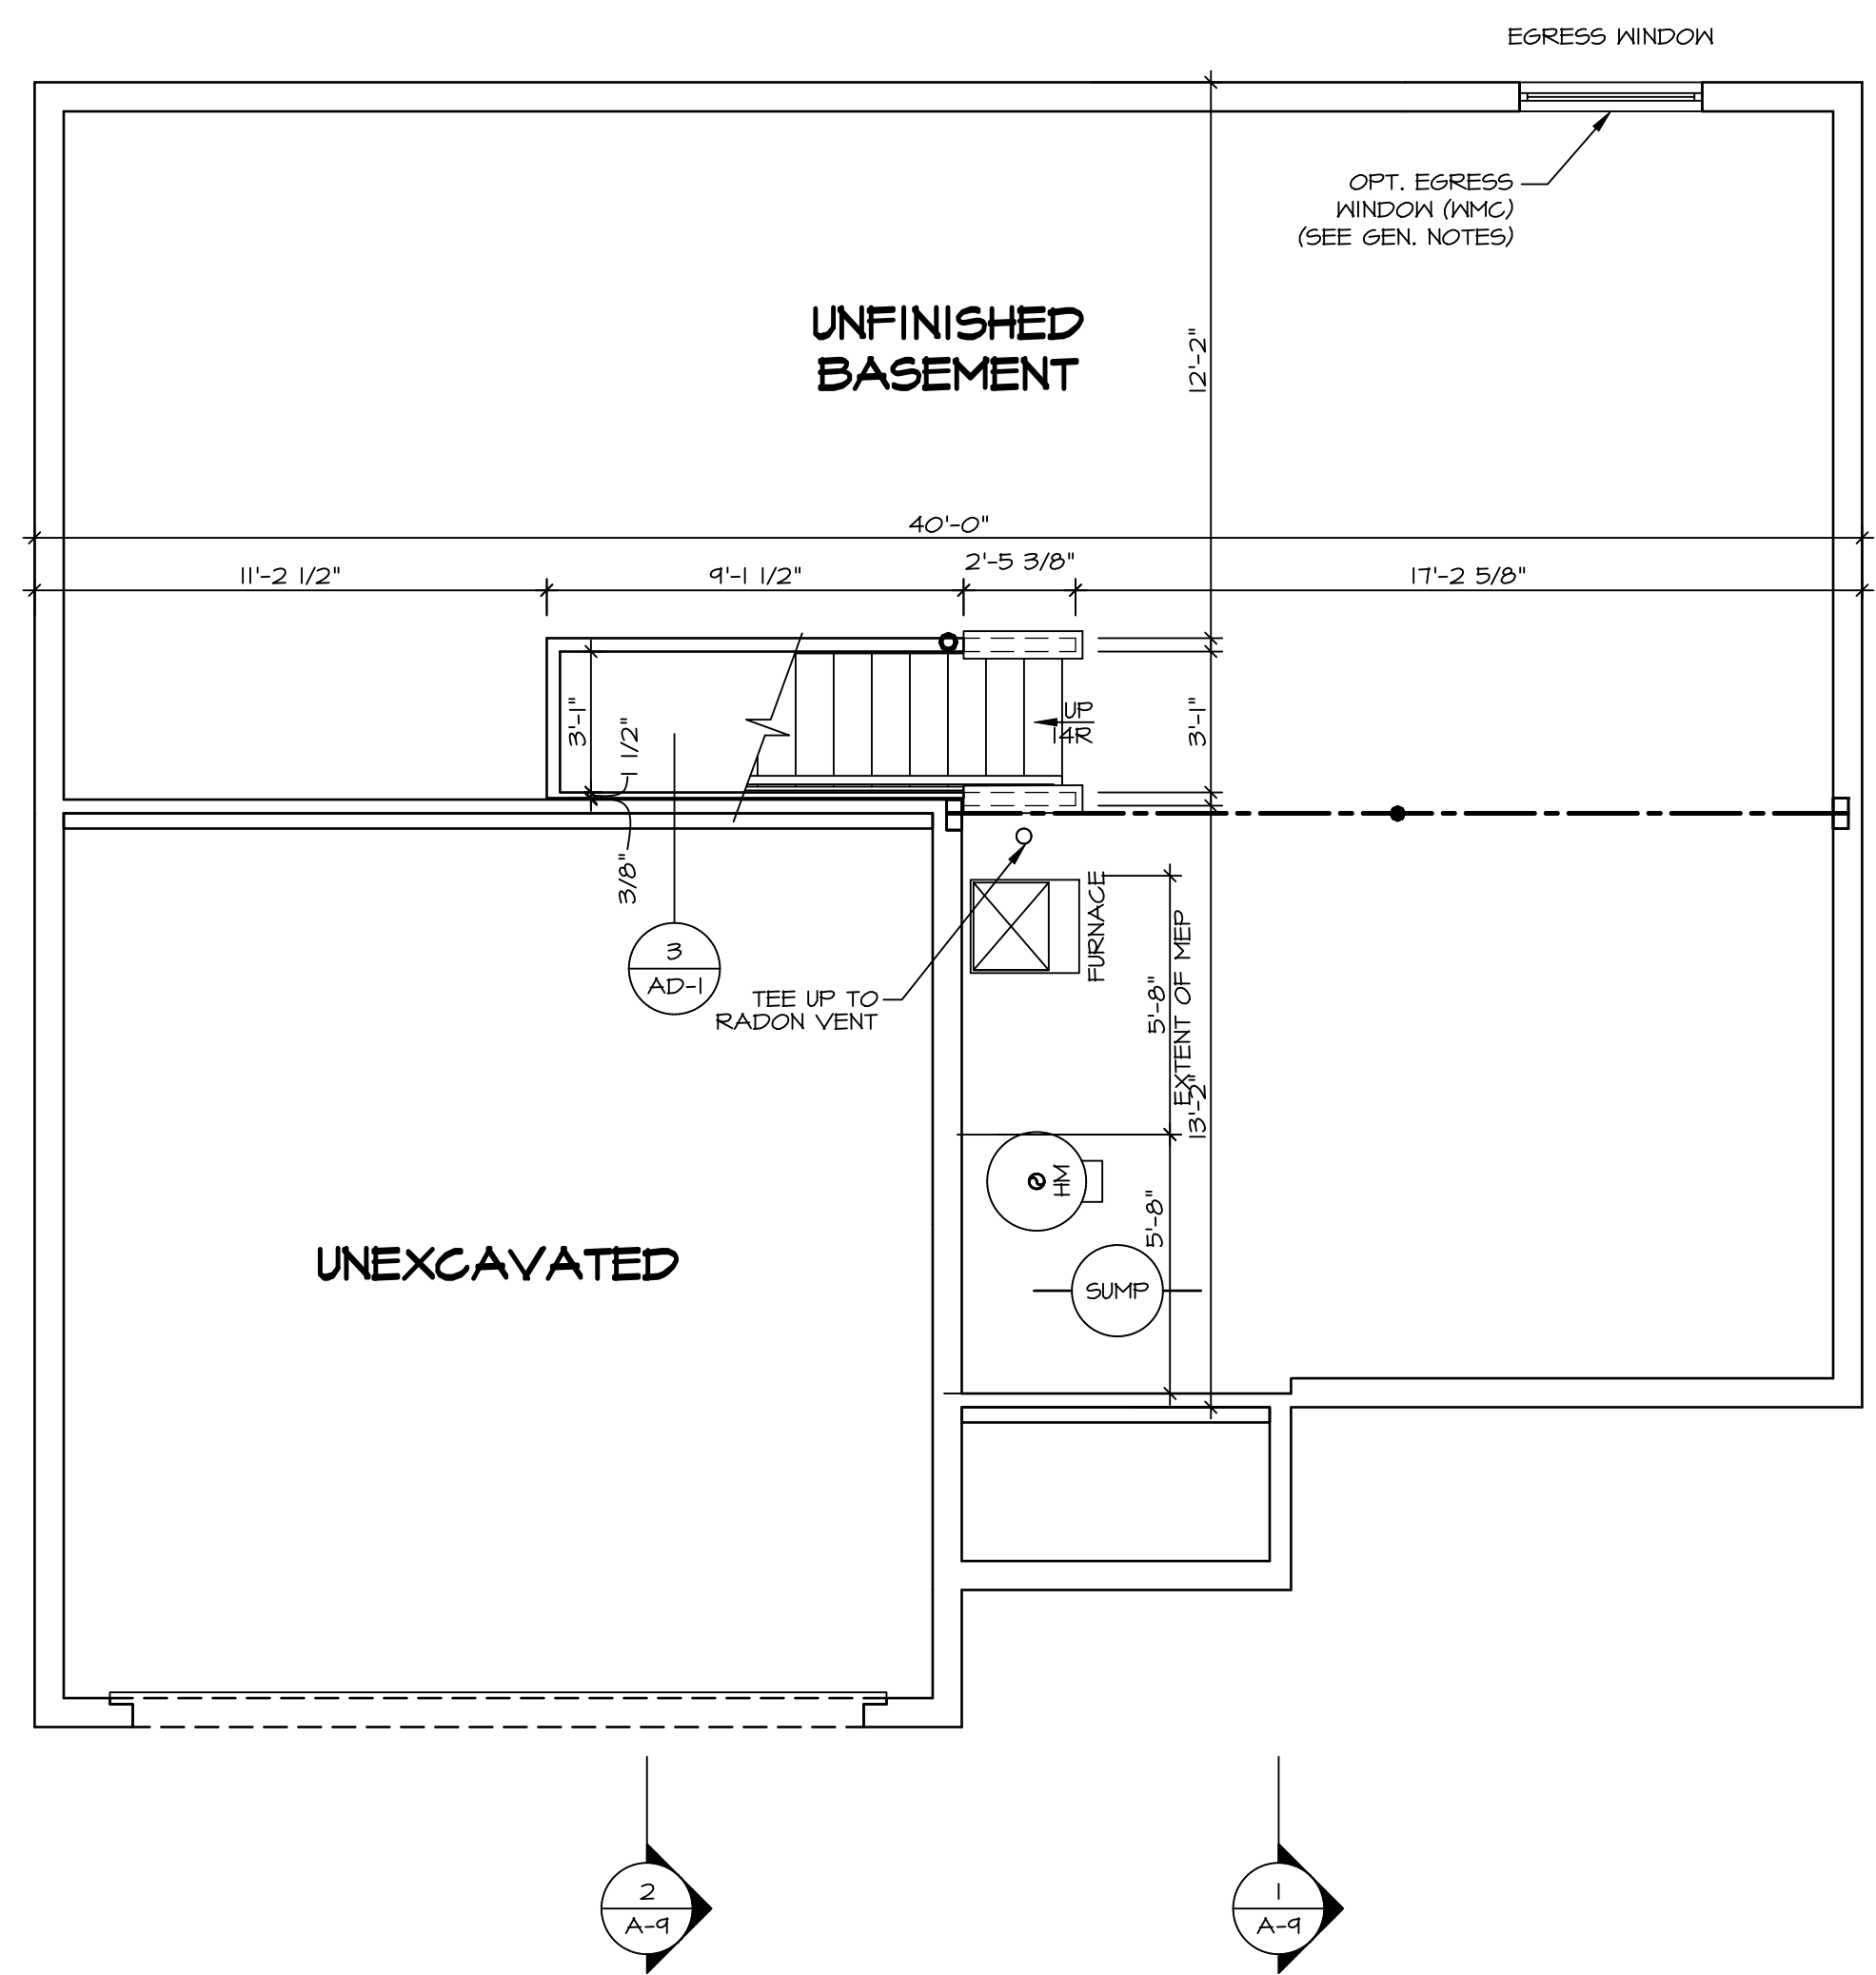 EGRESS WINDOW
OPT. EGRESS
WINDOW (WMC)
(SEE GEN. NOTES)
UNFINISHED
BASEMENT
12'-2"
40'-0"
11'-2 1/2"
9'-1 1/2"
2'-5 3/8"
17'-2 5/8"
3'-1"
1 1/2"
UP
14R
3'-1"
3/8"
FURNACE
3
AD-1
TEE UP TO
RADON VENT
5'-8"
EXTENT OF MEP
13'-2"
HM
5'-8"
SUMP
UNEXCAVATED
2
A-9
1
A-9